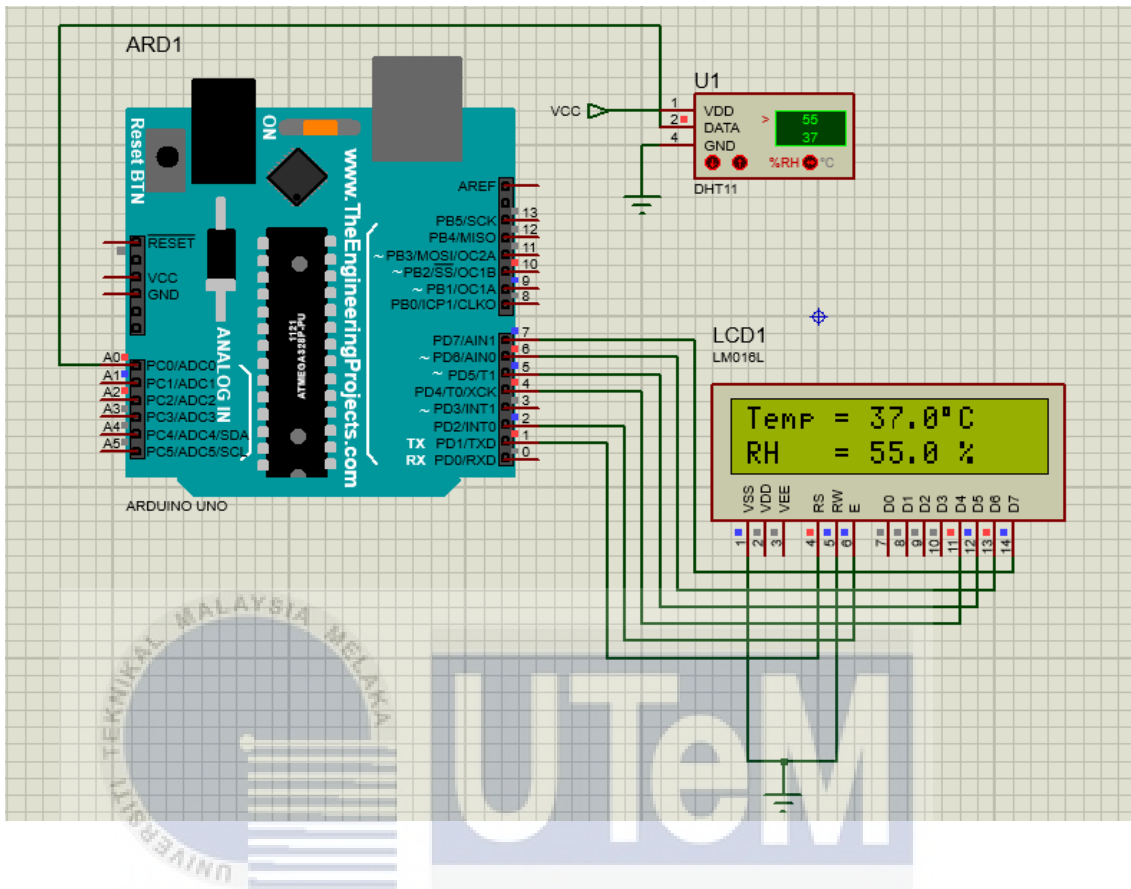 ARD1
Reset BTN
ON
www.TheEngineeringProjects.com
RESET
VCC
GND
ANALOG IN
1121
ATMEGA328P-PU
A0 PC0/ADC0
A1 PC1/ADC1
A2 PC2/ADC2
A3 PC3/ADC3
A4 PC4/ADC4/SDA
A5 PC5/ADC5/SCL
AREF
PB5/SCK 13
PB4/MISO 12
~ PB3/MOSI/OC2A 11
~ PB2/SS/OC1B 10
~ PB1/OC1A 9
PB0/ICP1/CLKO 8
PD7/AIN1 7
~ PD6/AIN0 6
~ PD5/T1 5
PD4/T0/XCK 4
~ PD3/INT1 3
PD2/INT0 2
TX PD1/TXD 1
RX PD0/RXD 0
ARDUINO UNO
U1
VCC
1 VDD
2 DATA
4 GND
>
55
37
%RH °C
DHT11
LCD1
LM016L
Temp = 37.0°C
RH = 55.0 %
VSS VDD VEE RS RW E D0 D1 D2 D3 D4 D5 D6 D7
1 2 3 4 5 6 7 8 9 10 11 12 13 14
UNIVERSITI TEKNIKAL MALAYSIA MELAKA
UTeM